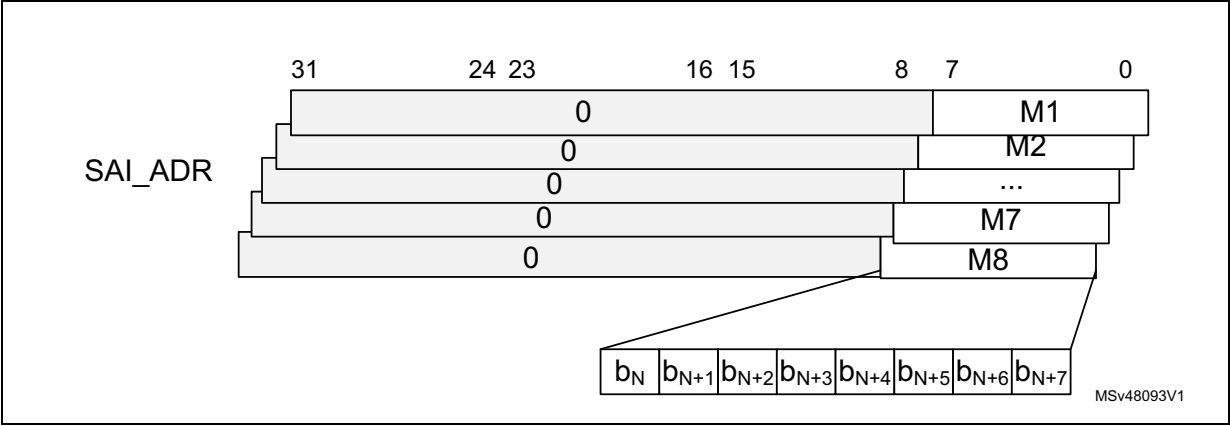 31 24 23 16 15 8 7 0
0 M1
0 M2
SAI_ADR
0 ...
0 M7
0 M8
bN bN+1 bN+2 bN+3 bN+4 bN+5 bN+6 bN+7
MSv48093V1